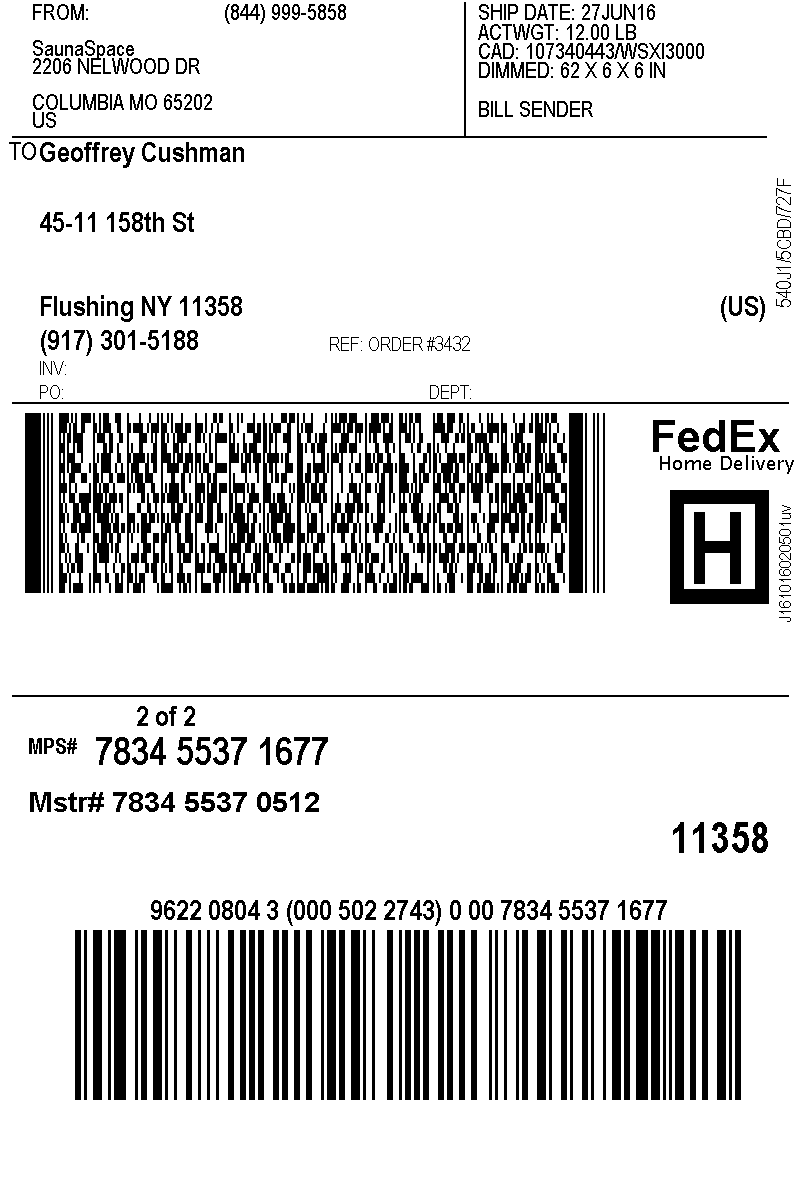 FROM: (844) 999-5858
SaunaSpace
2206 NELWOOD DR
COLUMBIA MO 65202
US
SHIP DATE: 27JUN16
ACTWGT: 12.00 LB
CAD: 107340443/WSXI3000
DIMMED: 62 X 6 X 6 IN
BILL SENDER
TO Geoffrey Cushman
45-11 158th St
Flushing NY 11358 (US)
(917) 301-5188 REF: ORDER #3432
INV:
PO: DEPT:
540J1/5CBD/727F
FedEx
Home Delivery
H
J161016020501uv
2 of 2
MPS# 7834 5537 1677
Mstr# 7834 5537 0512
11358
9622 0804 3 (000 502 2743) 0 00 7834 5537 1677